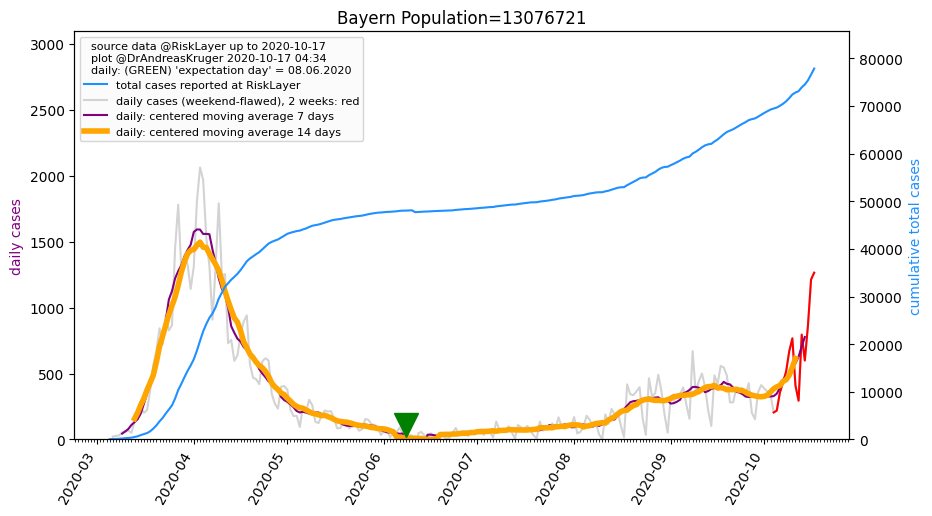 Bayern Population=13076721
source data @RiskLayer up to 2020-10-17
plot @DrAndreasKruger 2020-10-17 04:34
daily: (GREEN) 'expectation day' = 08.06.2020
total cases reported at RiskLayer
daily cases (weekend-flawed), 2 weeks: red
daily: centered moving average 7 days
daily: centered moving average 14 days
daily cases
3000
2500
2000
1500
1000
500
0
cumulative total cases
80000
70000
60000
50000
40000
30000
20000
10000
0
2020-03
2020-04
2020-05
2020-06
2020-07
2020-08
2020-09
2020-10